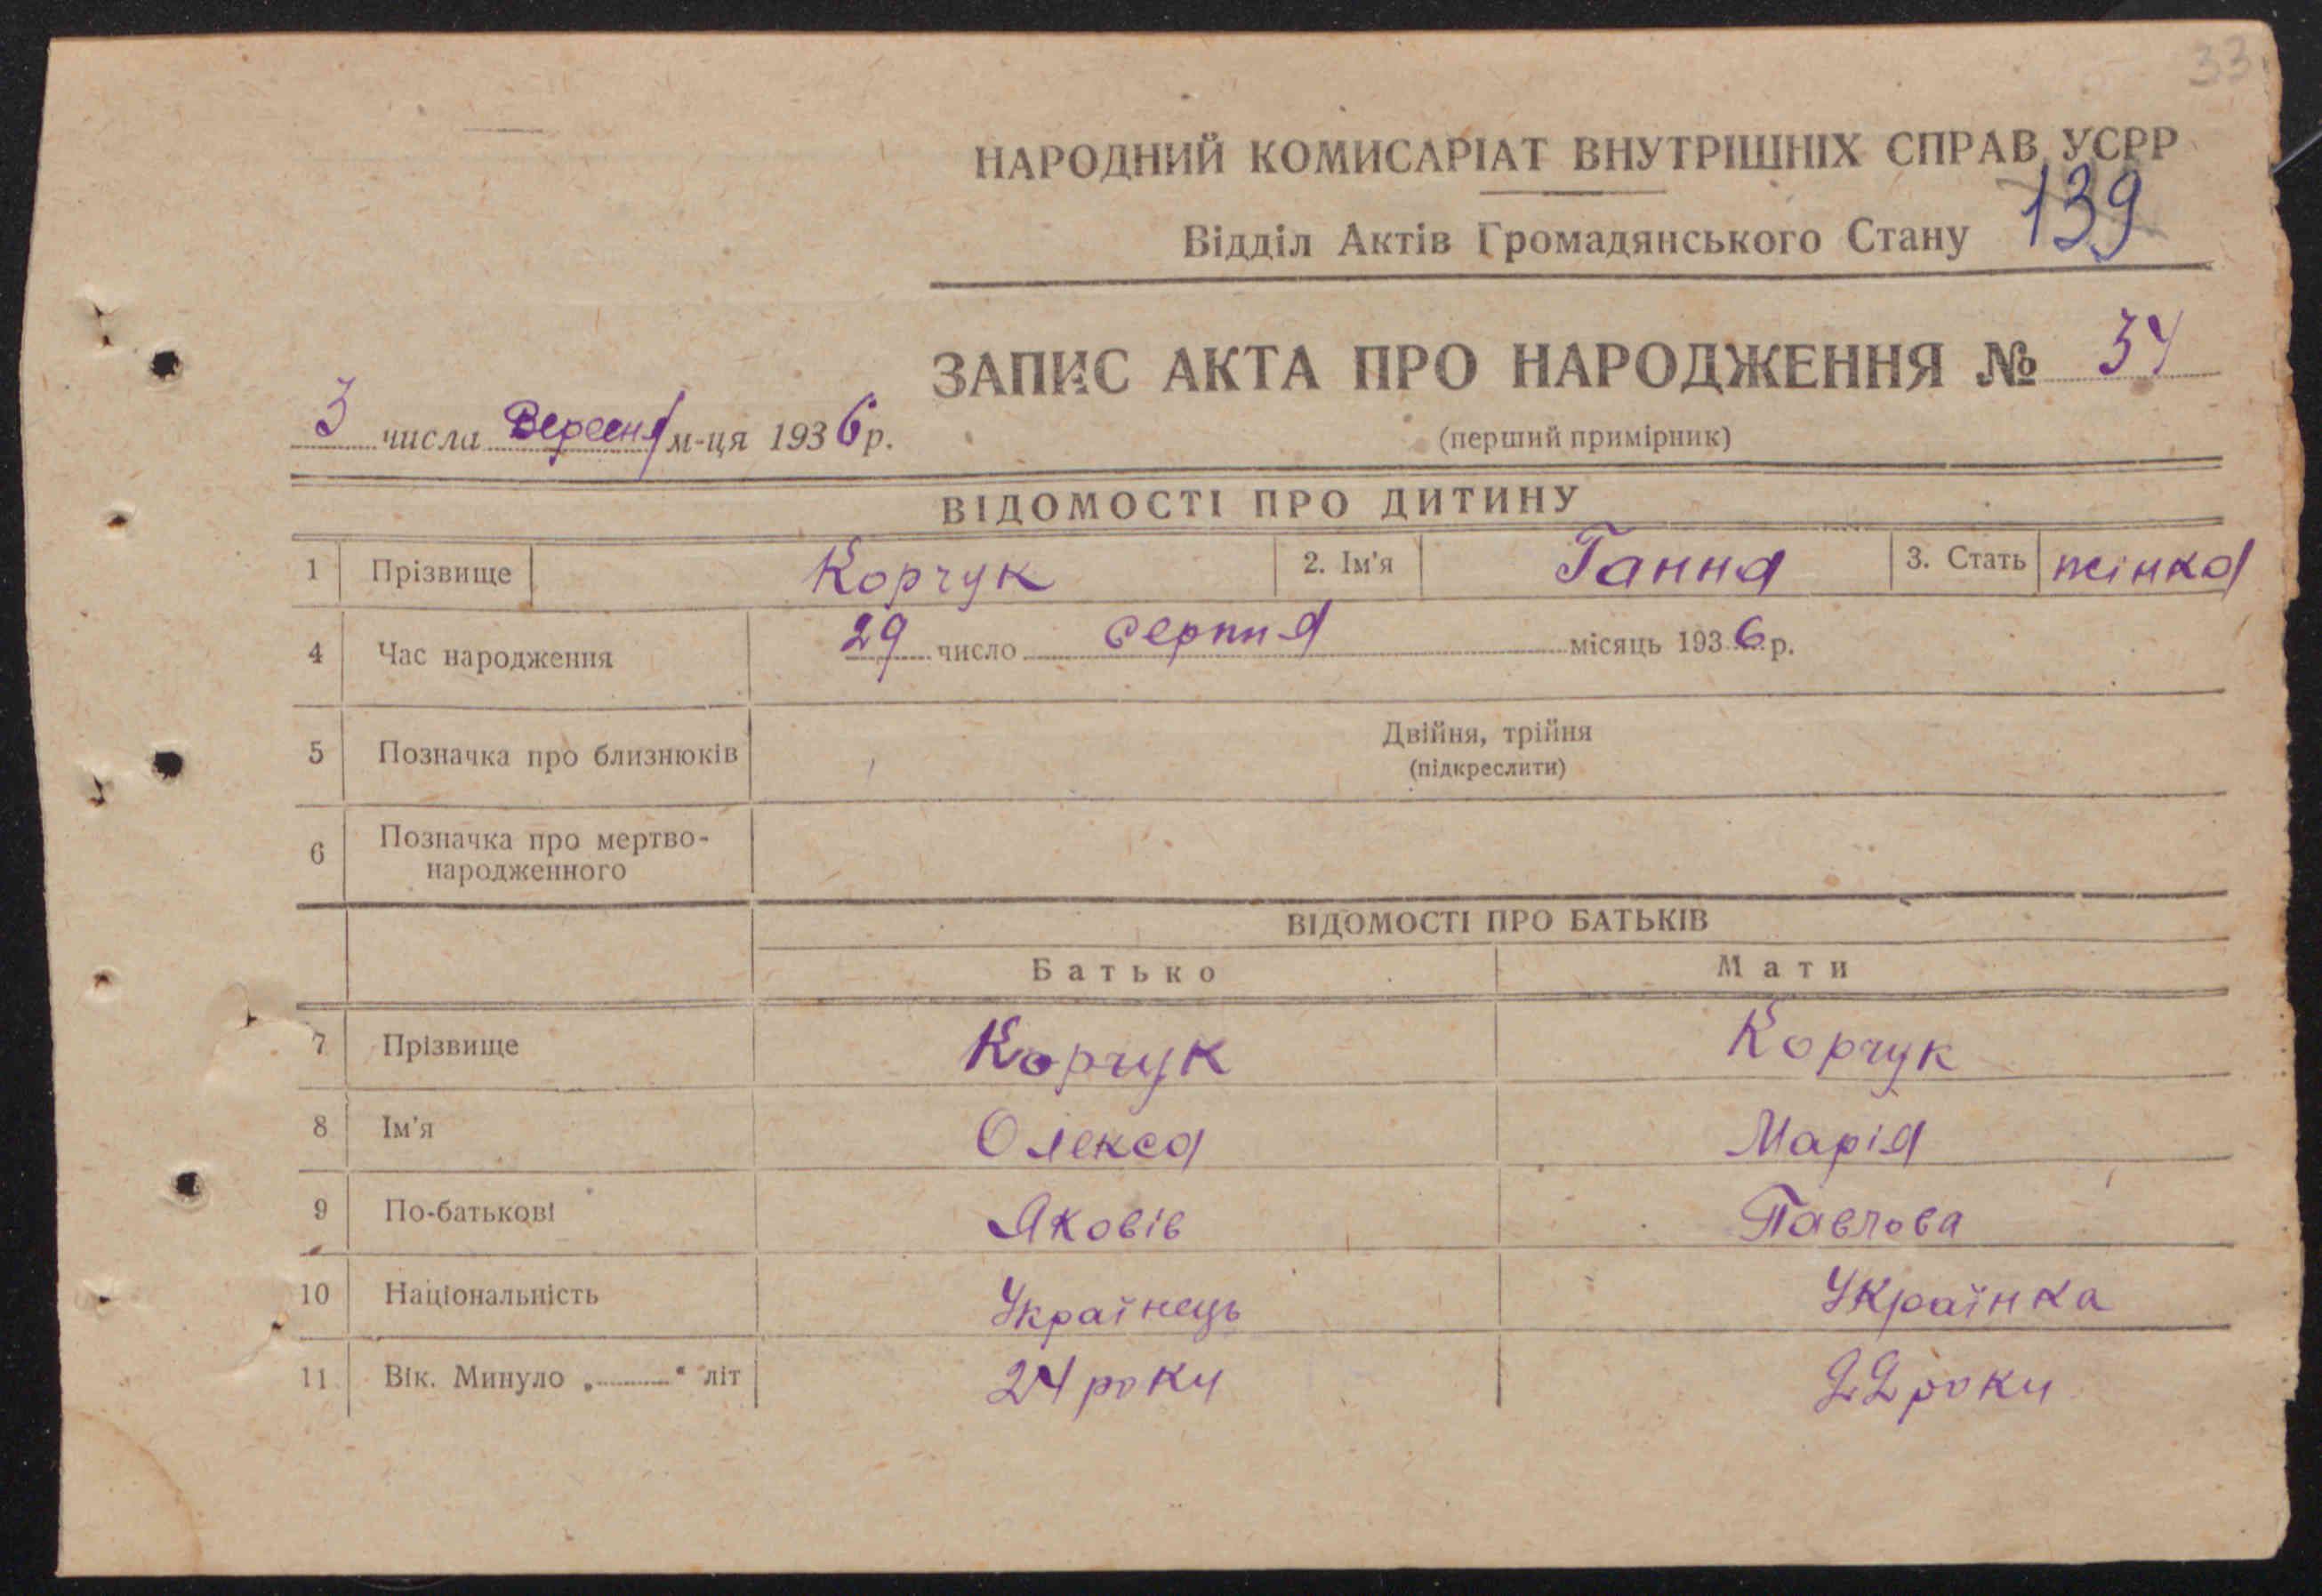 33
НАРОДНИЙ КОМИСАРІАТ ВНУТРІШНІХ СПРАВ УСРР
Відділ Актів Громадянського Стану 139
ЗАПИС АКТА ПРО НАРОДЖЕННЯ № 34
3 числа Вересня м-ця 1936 р.
(перший примірник)
ВІДОМОСТІ ПРО ДИТИНУ
1 Прізвище Корчук 2. Ім'я Ганна 3. Стать жінка
4 Час народження 29 число серпня місяць 1936 р.
5 Позначка про близнюків Двійня, трійня
(підкреслити)
6 Позначка про мертво-
народженного
ВІДОМОСТІ ПРО БАТЬКІВ
Батько Мати
7 Прізвище Корчук Корчук
8 Ім'я Олекса Марія
9 По-батькові Яковів Павлова
10 Національність Українець Українка
11 Вік. Минуло „ “ літ 24 роки 22 роки